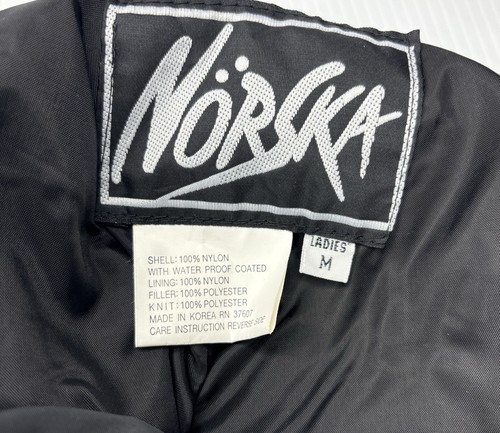 NÖRSKA
LADIES'
M
SHELL: 100% NYLON
WITH WATER PROOF COATED
LINING: 100% NYLON
FILLER: 100% POLYESTER
KNIT: 100% POLYESTER
MADE IN KOREA RN 37607
CARE INSTRUCTION REVERSE SIDE